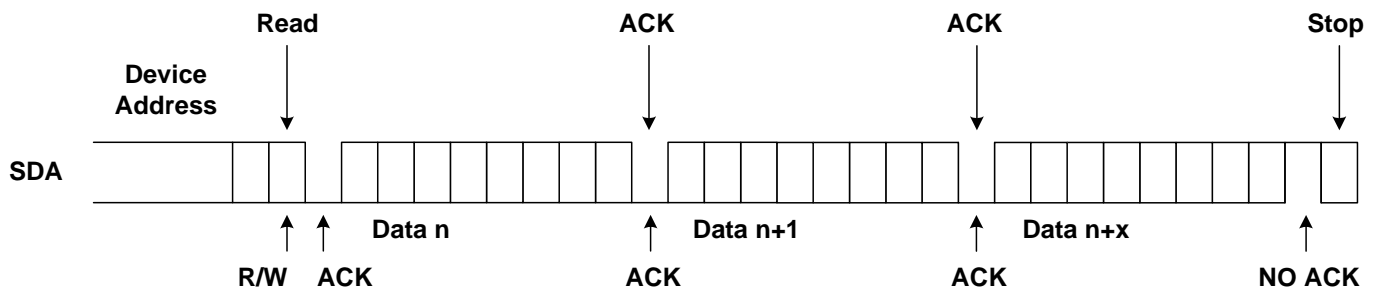 Read ACK ACK Stop
Device
Address
SDA
Data n Data n+1 Data n+x
R/W ACK ACK ACK NO ACK